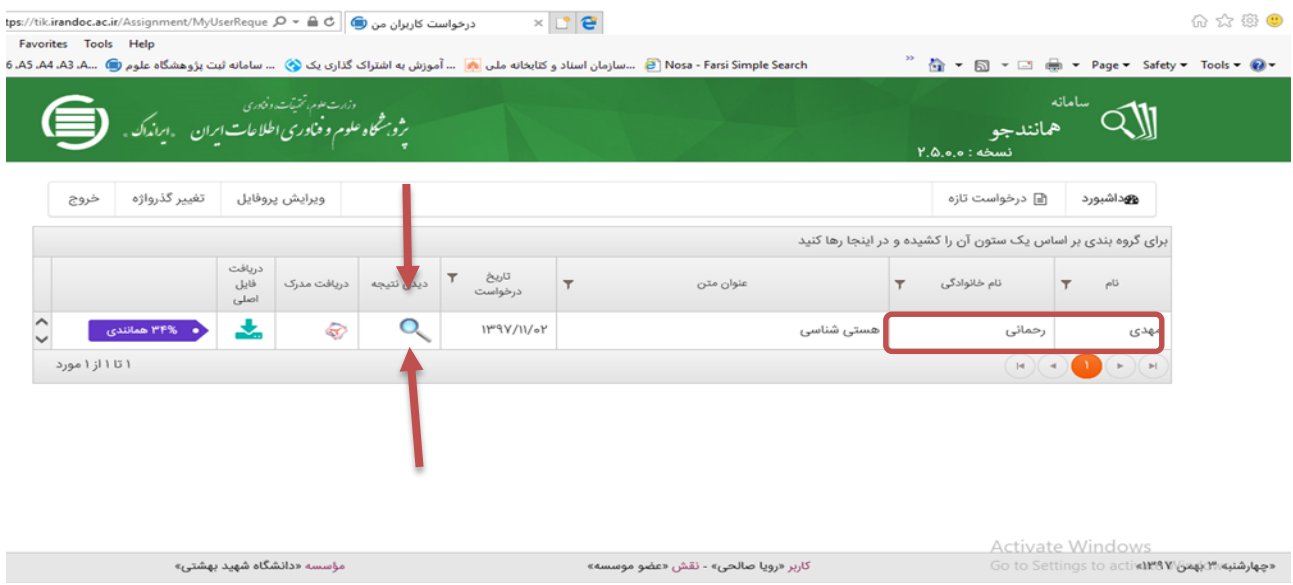 tps://tik.irandoc.ac.ir/Assignment/MyUserReque
درخواست کاربران من
Favorites Tools Help
6 ،A5 ،A4 ،A3 ،A...
... سامانه ثبت پژوهشگاه علوم
... آموزش به اشتراک گذاری یک
...سازمان اسناد و کتابخانه ملی
Nosa - Farsi Simple Search
Page Safety Tools
سامانه
همانندجو
نسخه : ۲.۵.۰.۰
وزارت علوم، تحقیقات، و فناوری
پژوهشگاه علوم و فناوری اطلاعات ایران «ایرانداک»
داشبورد
درخواست تازه
ویرایش پروفایل
تغییر گذرواژه
خروج
برای گروه بندی بر اساس یک ستون آن را کشیده و در اینجا رها کنید
نام
نام خانوادگی
عنوان متن
تاریخ درخواست
دیدن نتیجه
دریافت مدرک
دریافت فایل اصلی
مهدی
رحمانی
هستی شناسی
۱۳۹۷/۱۱/۰۲
۳۴% همانندی
۱
۱ تا ۱ از ۱ مورد
Activate Windows
Go to Settings to activate Windows.
«چهارشنبه ۳ بهمن ۱۳۹۷»
کاربر «رویا صالحی» - نقش «عضو موسسه»
مؤسسه «دانشگاه شهید بهشتی»